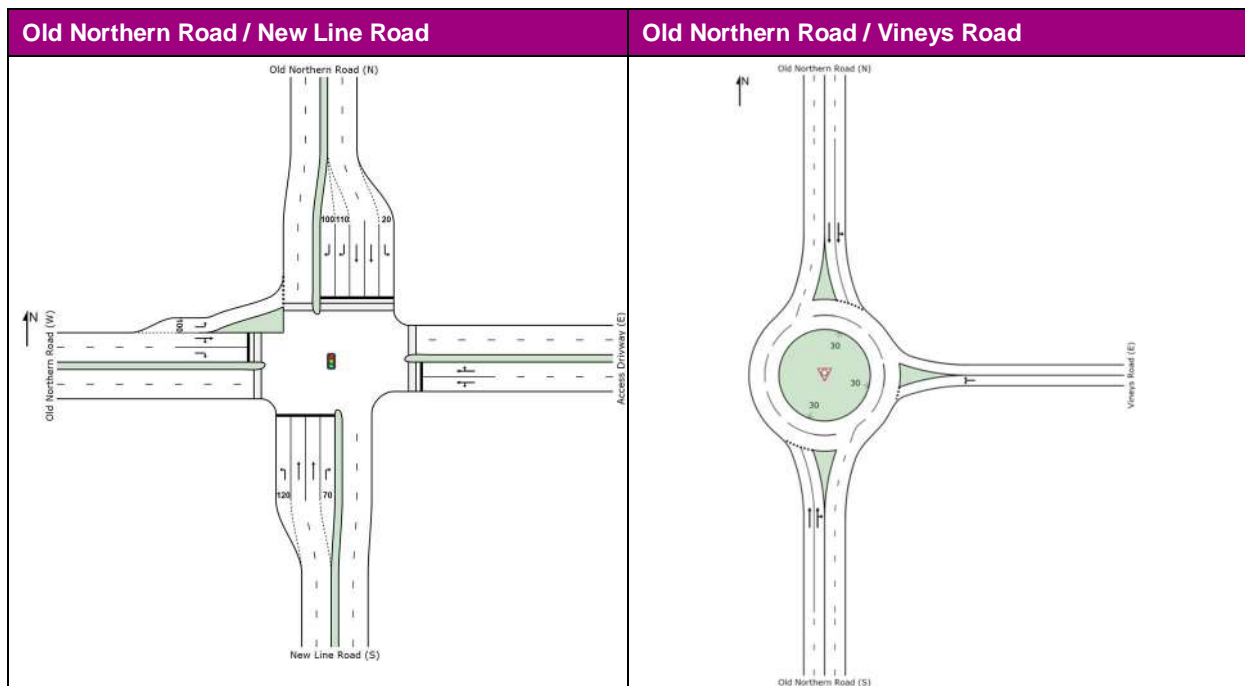 Old Northern Road / New Line Road
Old Northern Road / Vineys Road
Old Northern Road (N)
100 110 20
N
100
Old Northern Road (W)
Access Drivway (E)
120 70
New Line Road (S)
Old Northern Road (N)
N
30
30
30
Vineys Road (E)
Old Northern Road (S)